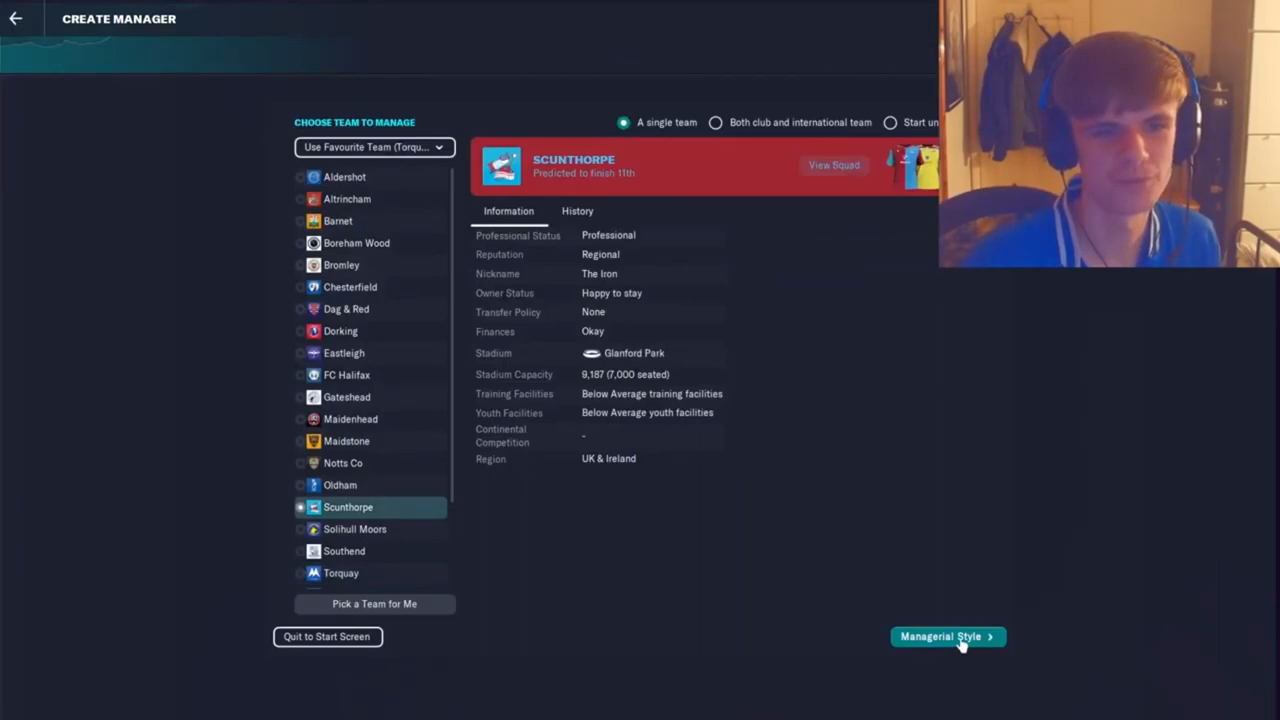 CREATE MANAGER
CHOOSE TEAM TO MANAGE
A single team
Both club and international team
Start un
Use Favourite Team (Torqu...
SCUNTHORPE
Predicted to finish 11th
View Squad
Aldershot
Altrincham
Barnet
Boreham Wood
Bromley
Chesterfield
Dag & Red
Dorking
Eastleigh
FC Halifax
Gateshead
Maidenhead
Maidstone
Notts Co
Oldham
Scunthorpe
Solihull Moors
Southend
Torquay
Pick a Team for Me
Information
History
Professional Status Professional
Reputation Regional
Nickname The Iron
Owner Status Happy to stay
Transfer Policy None
Finances Okay
Stadium Glanford Park
Stadium Capacity 9,187 (7,000 seated)
Training Facilities Below Average training facilities
Youth Facilities Below Average youth facilities
Continental
Competition -
Region UK & Ireland
Quit to Start Screen
Managerial Style